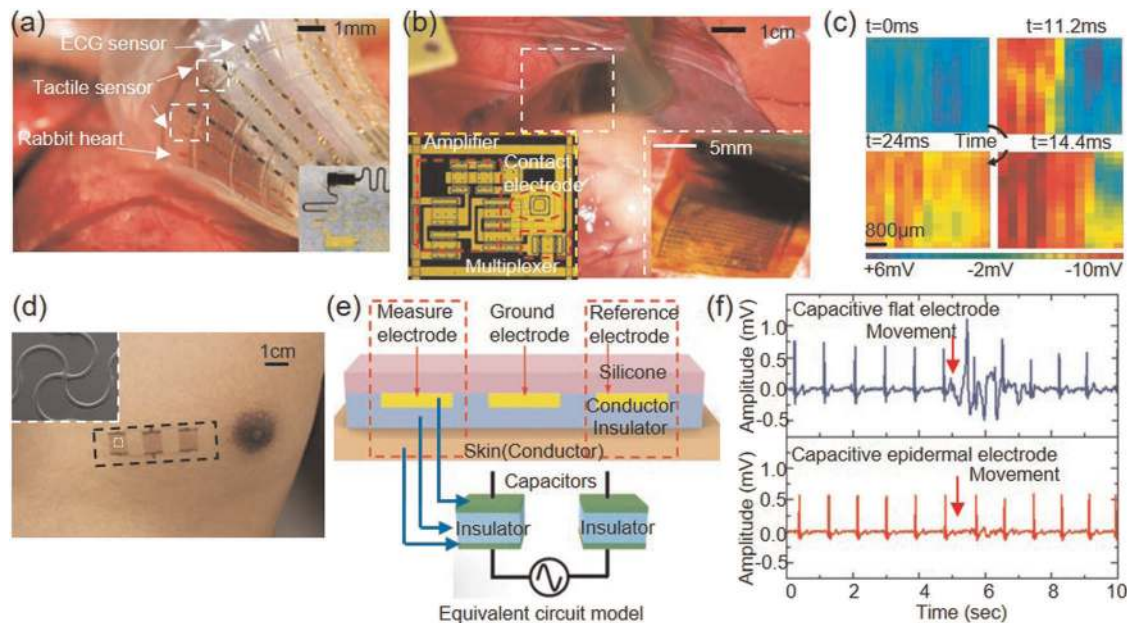 (a)
1mm
ECG sensor
Tactile sensor
Rabbit heart
(b)
1cm
Amplifier
Contact
electrode
Multiplexer
5mm
(c)
t=0ms
t=11.2ms
t=24ms
Time
t=14.4ms
800μm
+6mV
-2mV
-10mV
(d)
1cm
(e)
Measure
electrode
Ground
electrode
Reference
electrode
Silicone
Conductor
Insulator
Skin(Conductor)
Capacitors
Insulator
Insulator
Equivalent circuit model
(f)
Capacitive flat electrode
Movement
Amplitude (mV)
1.0
0.5
0.0
-0.5
Capacitive epidermal electrode
Movement
Amplitude (mV)
1.0
0.5
0.0
-0.5
0 2 4 6 8 10
Time (sec)